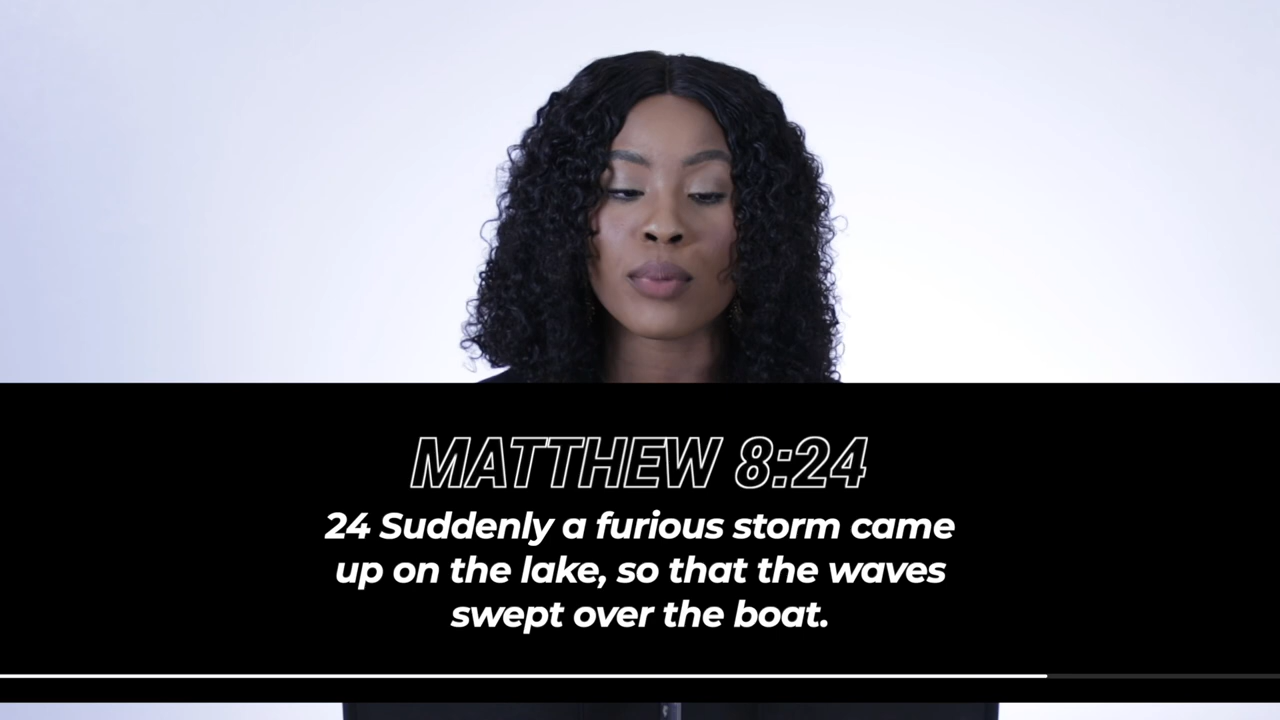 MATTHEW 8:24
24 Suddenly a furious storm came
up on the lake, so that the waves
swept over the boat.